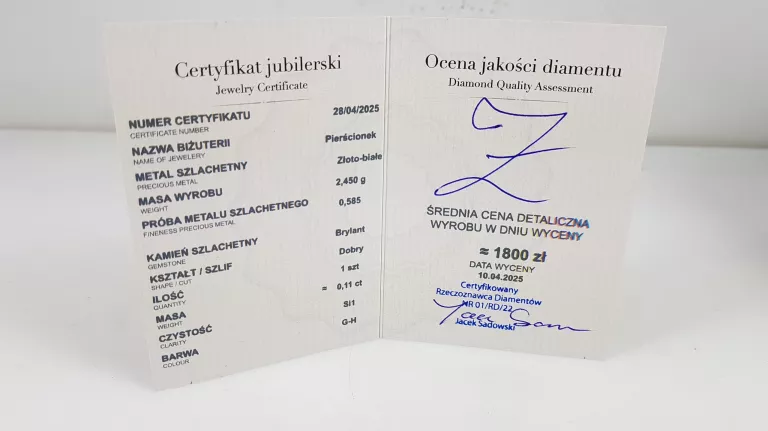 Certyfikat jubilerski
Jewelry Certificate
NUMER CERTYFIKATU 28/04/2025
CERTIFICATE NUMBER
NAZWA BIŻUTERII Pierścionek
NAME OF JEWELERY
METAL SZLACHETNY Złoto-białe
PRECIOUS METAL
MASA WYROBU 2,450 g
WEIGHT
PRÓBA METALU SZLACHETNEGO 0,585
FINENESS PRECIOUS METAL
KAMIEŃ SZLACHETNY Brylant
GEMSTONE
KSZTAŁT / SZLIF Dobry
SHAPE / CUT
ILOŚĆ 1 szt
QUANTITY
MASA ≈ 0,11 ct
WEIGHT
CZYSTOŚĆ SI1
CLARITY
BARWA G-H
COLOUR
Ocena jakości diamentu
Diamond Quality Assessment
ŚREDNIA CENA DETALICZNA
WYROBU W DNIU WYCENY
≈ 1800 zł
DATA WYCENY
10.04.2025
Certyfikowany
Rzeczoznawca Diamentów
NR 01/RD/22
Jacek Sadowski